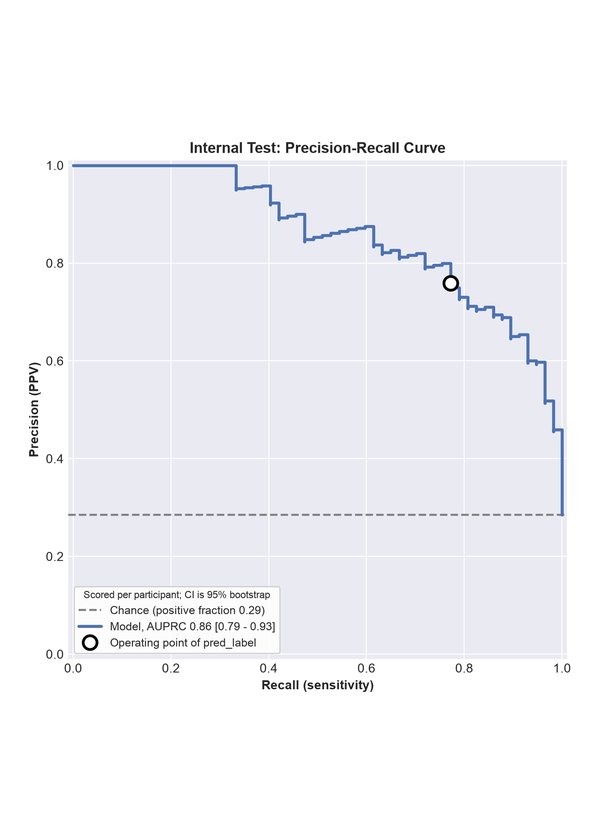 Internal Test: Precision-Recall Curve
1.0
0.8
0.6
0.4
0.2
0.0
Precision (PPV)
Scored per participant; CI is 95% bootstrap
Chance (positive fraction 0.29)
Model, AUPRC 0.86 [0.79 - 0.93]
Operating point of pred_label
0.0 0.2 0.4 0.6 0.8 1.0
Recall (sensitivity)